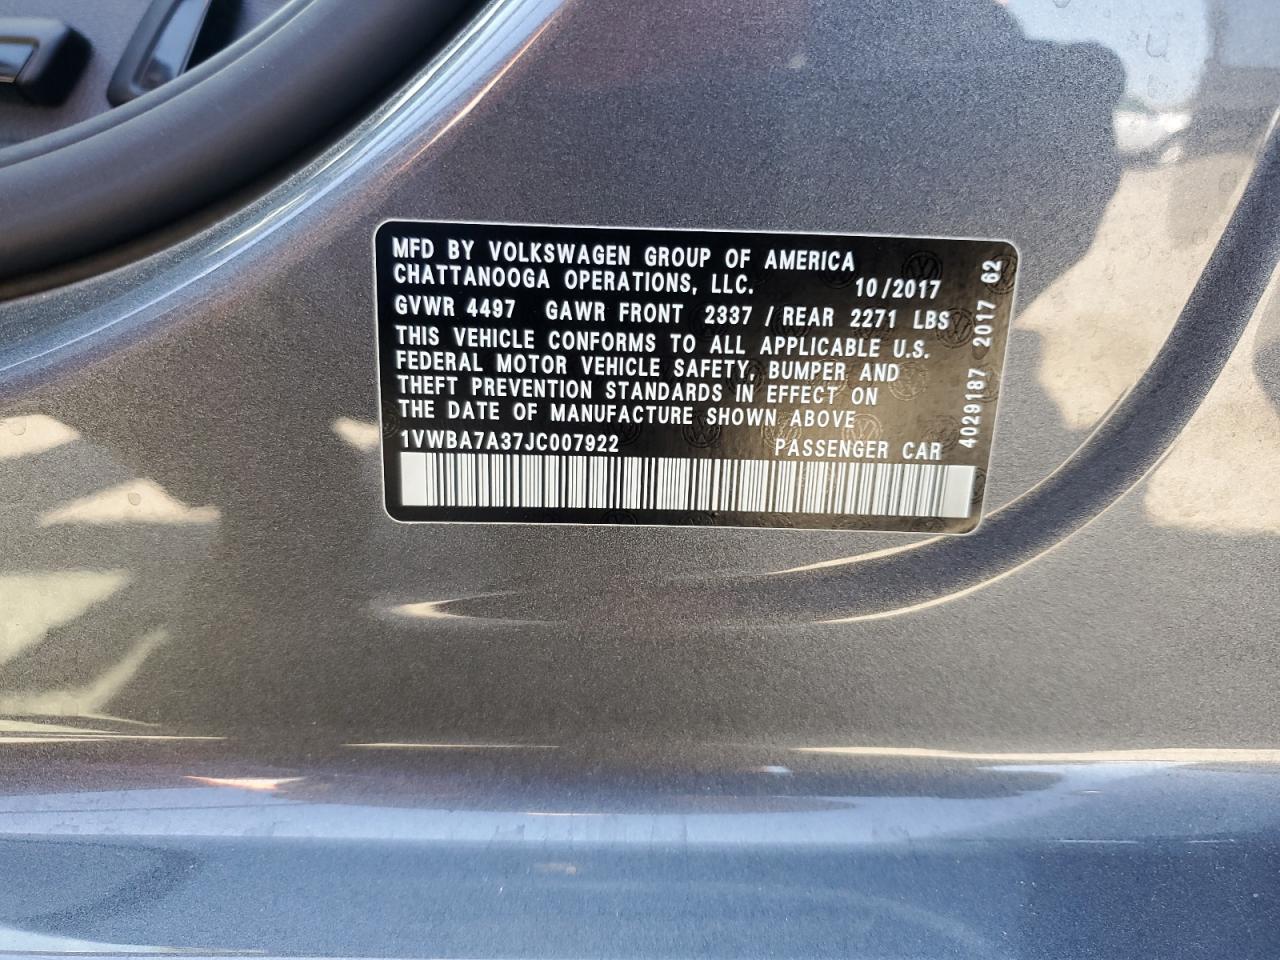 MFD BY VOLKSWAGEN GROUP OF AMERICA
CHATTANOOGA OPERATIONS, LLC. 10/2017
GVWR 4497 GAWR FRONT 2337 / REAR 2271 LBS
THIS VEHICLE CONFORMS TO ALL APPLICABLE U.S.
FEDERAL MOTOR VEHICLE SAFETY, BUMPER AND
THEFT PREVENTION STANDARDS IN EFFECT ON
THE DATE OF MANUFACTURE SHOWN ABOVE
1VWBA7A37JC007922 PASSENGER CAR
4029187 2017 62